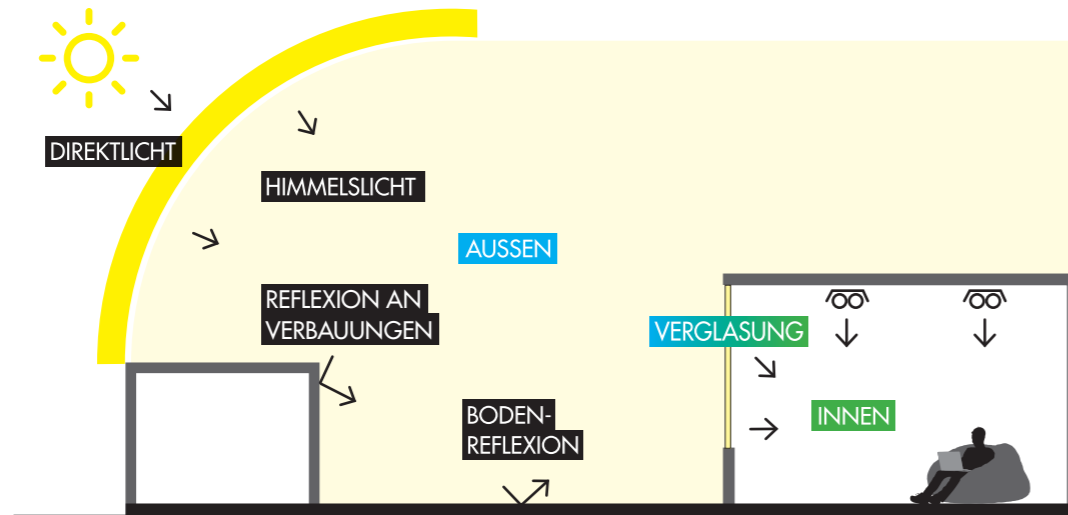 DIREKTLICHT
HIMMELSLICHT
AUSSEN
REFLEXION AN
VERBAUUNGEN
VERGLASUNG
BODEN-
REFLEXION
INNEN